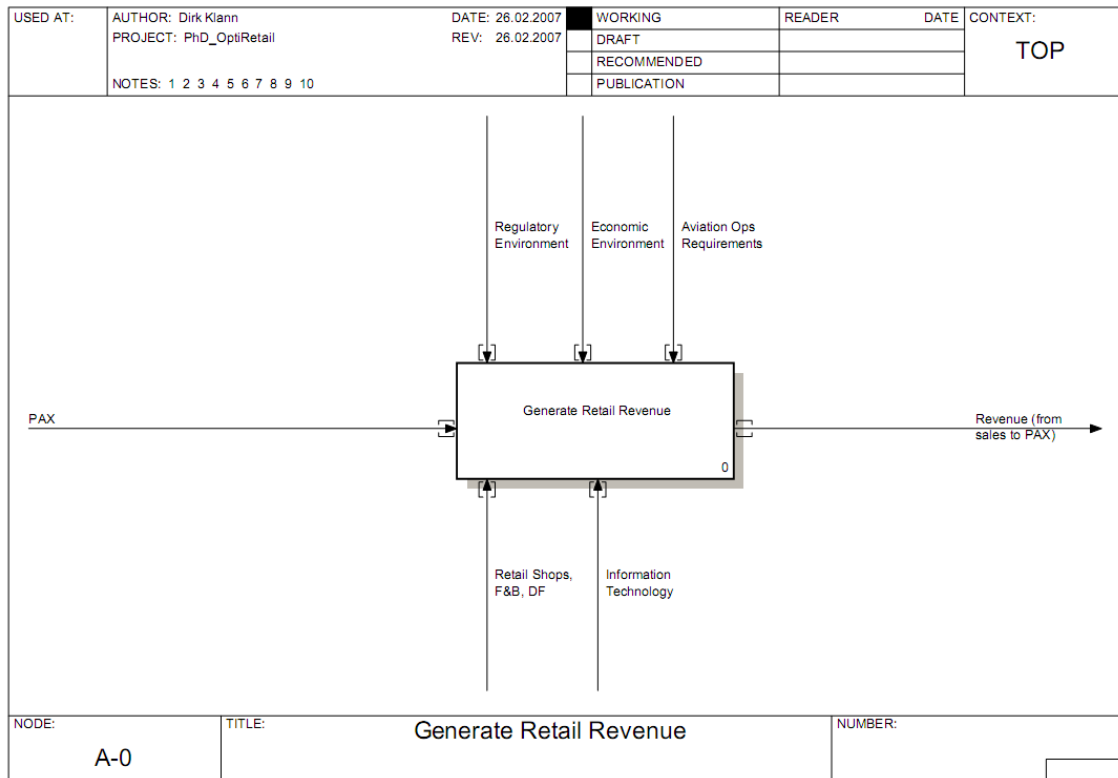 USED AT:
AUTHOR: Dirk Klann
DATE: 26.02.2007
WORKING
READER
DATE
CONTEXT:
PROJECT: PhD_OptiRetail
REV: 26.02.2007
DRAFT
TOP
RECOMMENDED
NOTES: 1 2 3 4 5 6 7 8 9 10
PUBLICATION
Regulatory
Environment
Economic
Environment
Aviation Ops
Requirements
PAX
Generate Retail Revenue
0
Revenue (from
sales to PAX)
Retail Shops,
F&B, DF
Information
Technology
NODE:
A-0
TITLE:
Generate Retail Revenue
NUMBER: